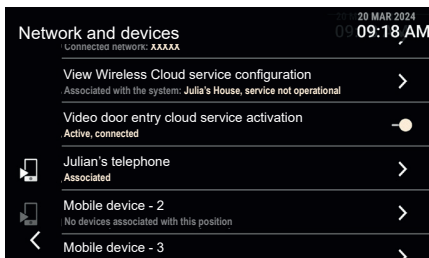 20 MAR 2024
Network and devices
09:18 AM
Connected network: XXXXX
View Wireless Cloud service configuration
Associated with the system: Julia's House, service not operational
Video door entry cloud service activation
Active, connected
Julian's telephone
Associated
Mobile device - 2
No devices associated with this position
Mobile device - 3